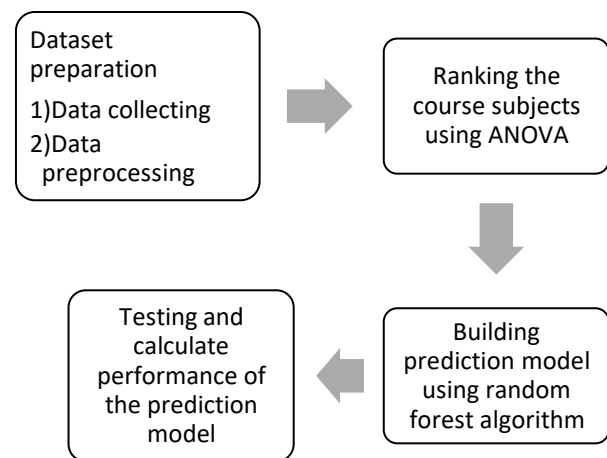 Dataset
preparation
1)Data collecting
2)Data
preprocessing
Ranking the
course subjects
using ANOVA
Building
prediction model
using random
forest algorithm
Testing and
calculate
performance of
the prediction
model